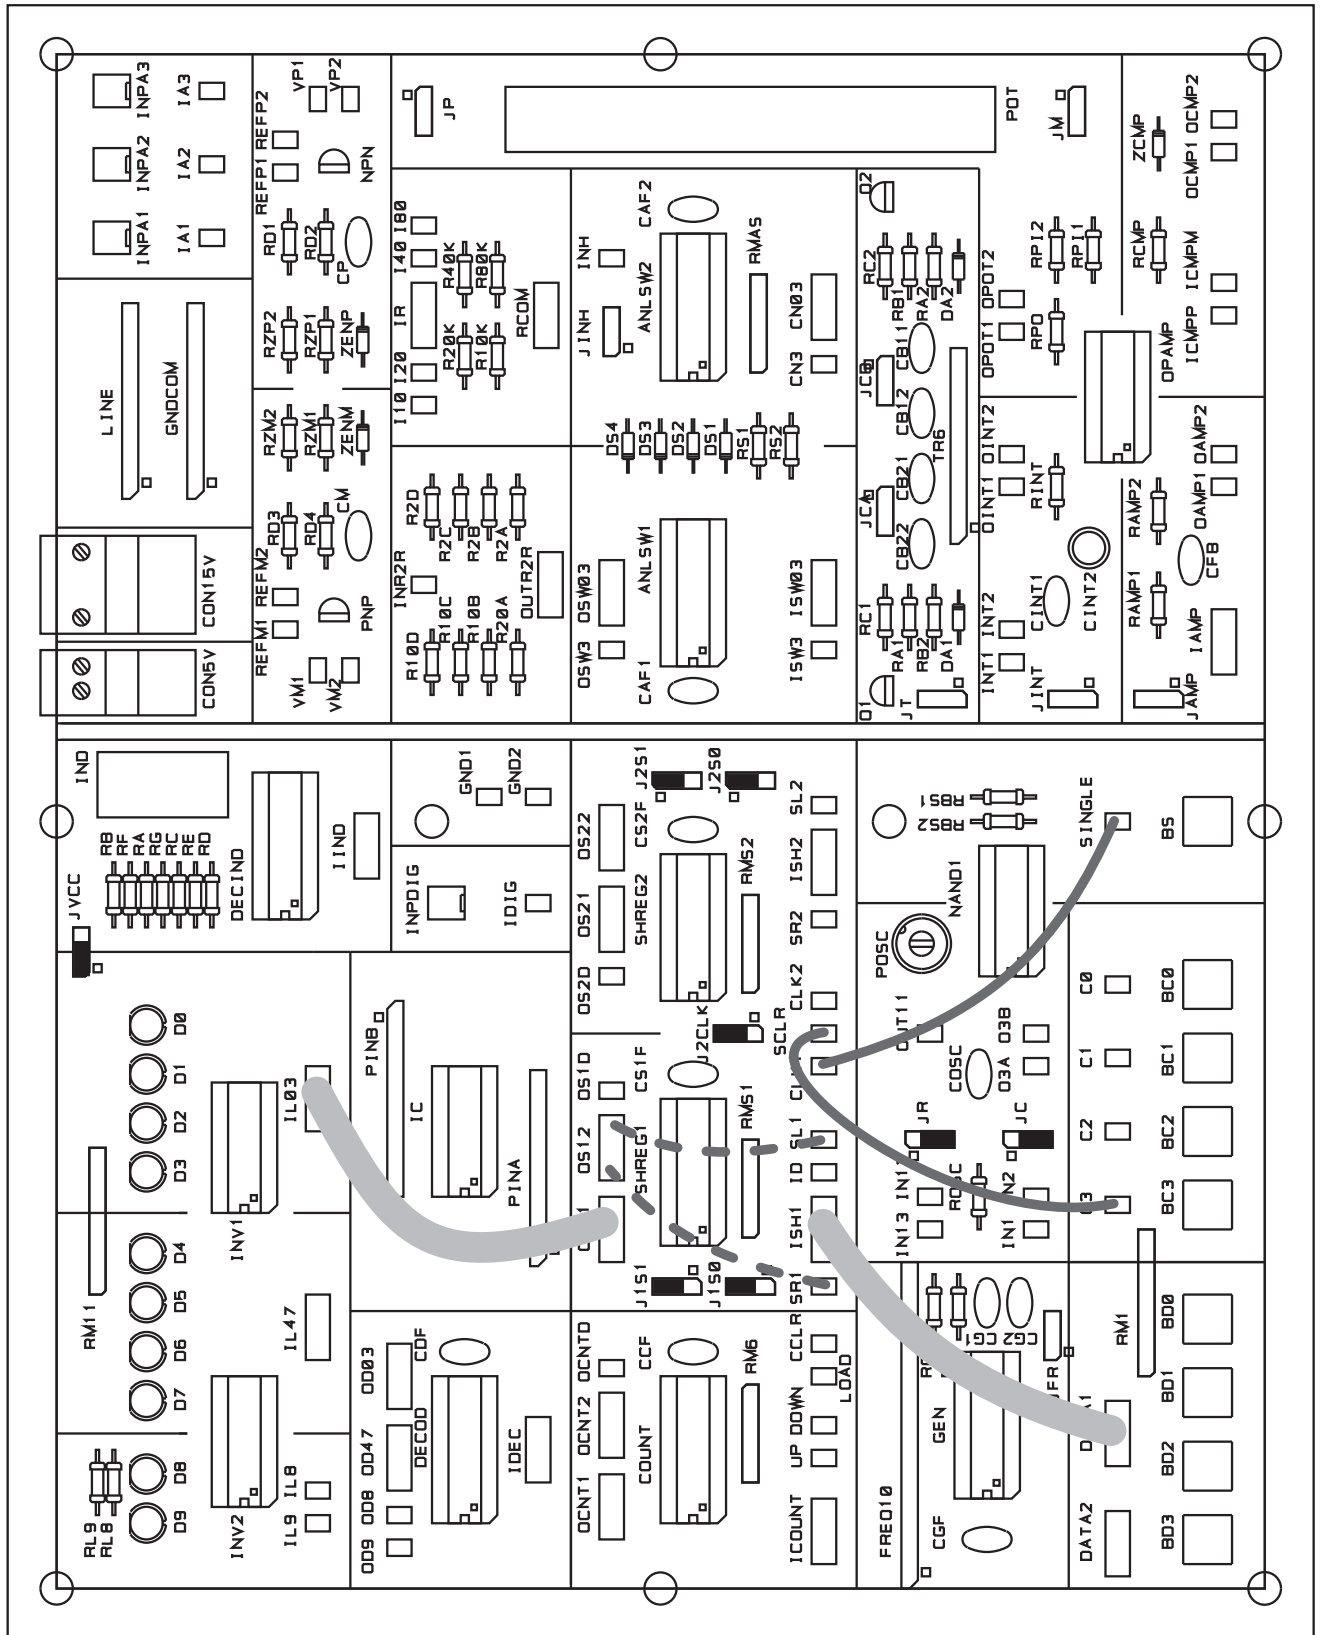 INPA3
IA3
VP1
VP2
JP
POT
JM
OCMP2
ZCMP
OCMP1
INPA2
IA2
REFP2
REFP1
NPN
INPA1
IA1
RD1
RD2
CP
I80
I40
R40K
R80K
IR
RCOM
R20K
R10K
I20
I10
INH
JINH
CAF2
ANLSW2
RMAS
CN03
CN3
RC2
RB1
RA2
DA2
OPOT2
OPOT1
RPI2
RPI1
RPO
RCMP
ICMPM
ICMPP
OPAMP
LINE
GNDCOM
RZP2
RZP1
ZENP
RZM2
RZM1
ZENM
RD3
RD4
CM
DS4
DS3
DS2
DS1
RS1
RS2
CB11
CB12
CB21
CB22
TR6
OINT2
OINT1
RINT
RAMP2
OAMP2
OAMP1
CFB
CON15V
CON5V
REFM2
REFM1
PNP
VM1
VM2
R2D
R2C
R2B
R2A
INR2R
OUTR2R
R10D
R10C
R10B
R20A
OSW03
OSW3
ANLSW1
CAF1
ISW03
ISW3
RC1
RA1
RB2
DA1
JT
INT2
INT1
JINT
CINT1
CINT2
RAMP1
IAMP
JAMP
IND
RB
RF
RA
RG
RC
RE
RD
DECIND
IIND
JVCC
GND1
GND2
INPDIG
IDIG
J2S1
J2S0
OS22
CS2F
SL2
RMS2
ISH2
OS21
SHREG2
SR2
OS2D
CLK2
J2CLK
SCLR
RBS1
RBS2
NAND1
SINGLE
BS
POSC
C0
BC0
D0
D1
D2
D3
IL03
INV1
PINB
IC
PINA
OS1D
CS1F
OS12
SHREG1
RMS1
SL1
ID
ISH1
SR1
J1S1
J1S0
COSC
O3B
O3A
JR
JC
IN13
IN1
C1
BC1
C2
BC2
BC3
RM11
D4
D5
D6
D7
IL47
D8
D9
RL9
RL8
INV2
IL8
IL9
OD03
CDF
OD47
DECOD
OD8
OD9
IDEC
OCNTD
CCF
RM6
CCLR
LOAD
OCNT2
COUNT
DOWN
UP
OCNT1
ICOUNT
CG1
CG2
GEN
FREQ10
CGF
RM1
BD0
BD1
BD2
BD3
DATA2